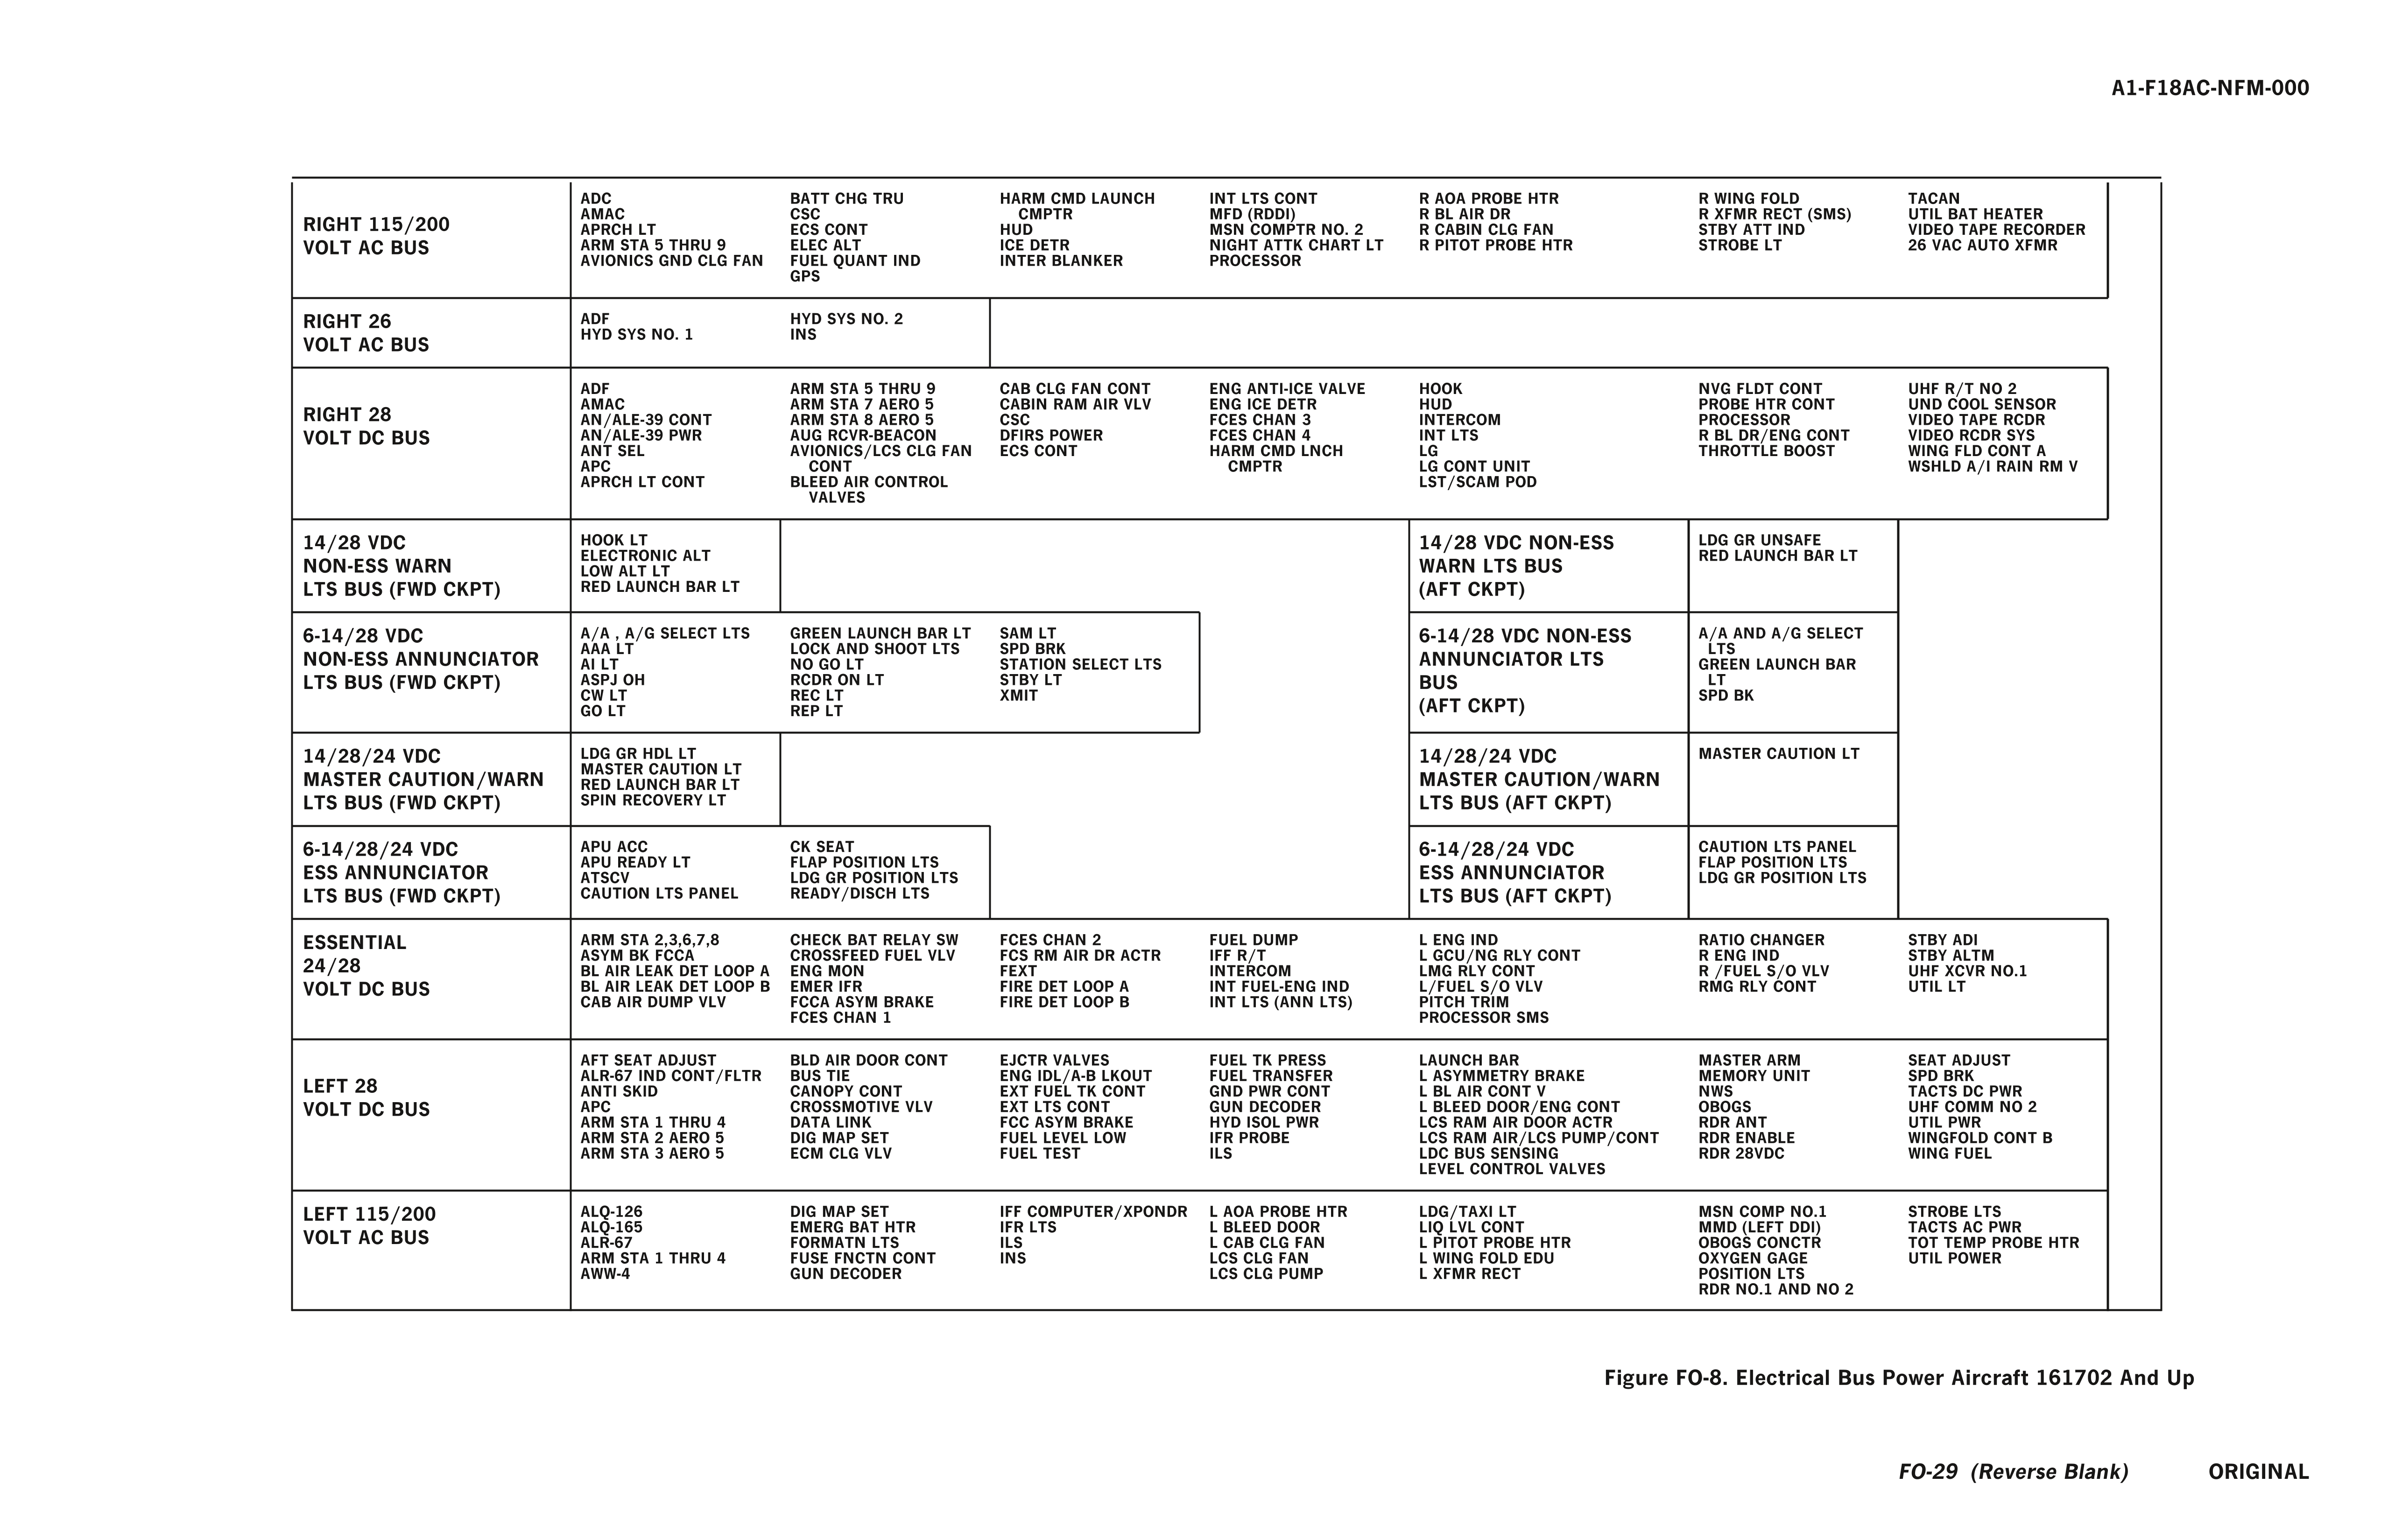 A1-F18AC-NFM-000
RIGHT 115/200
VOLT AC BUS
ADC
AMAC
APRCH LT
ARM STA 5 THRU 9
AVIONICS GND CLG FAN
BATT CHG TRU
CSC
ECS CONT
ELEC ALT
FUEL QUANT IND
GPS
HARM CMD LAUNCH
CMPTR
HUD
ICE DETR
INTER BLANKER
INT LTS CONT
MFD (RDDI)
MSN COMPTR NO. 2
NIGHT ATTK CHART LT
PROCESSOR
R AOA PROBE HTR
R BL AIR DR
R CABIN CLG FAN
R PITOT PROBE HTR
R WING FOLD
R XFMR RECT (SMS)
STBY ATT IND
STROBE LT
TACAN
UTIL BAT HEATER
VIDEO TAPE RECORDER
26 VAC AUTO XFMR
RIGHT 26
VOLT AC BUS
ADF
HYD SYS NO. 1
HYD SYS NO. 2
INS
RIGHT 28
VOLT DC BUS
ADF
AMAC
AN/ALE-39 CONT
AN/ALE-39 PWR
ANT SEL
APC
APRCH LT CONT
ARM STA 5 THRU 9
ARM STA 7 AERO 5
ARM STA 8 AERO 5
AUG RCVR-BEACON
AVIONICS/LCS CLG FAN
CONT
BLEED AIR CONTROL
VALVES
CAB CLG FAN CONT
CABIN RAM AIR VLV
CSC
DFIRS POWER
ECS CONT
ENG ANTI-ICE VALVE
ENG ICE DETR
FCES CHAN 3
FCES CHAN 4
HARM CMD LNCH
CMPTR
HOOK
HUD
INTERCOM
INT LTS
LG
LG CONT UNIT
LST/SCAM POD
NVG FLDT CONT
PROBE HTR CONT
PROCESSOR
R BL DR/ENG CONT
THROTTLE BOOST
UHF R/T NO 2
UND COOL SENSOR
VIDEO TAPE RCDR
VIDEO RCDR SYS
WING FLD CONT A
WSHLD A/I RAIN RM V
14/28 VDC
NON-ESS WARN
LTS BUS (FWD CKPT)
HOOK LT
ELECTRONIC ALT
LOW ALT LT
RED LAUNCH BAR LT
14/28 VDC NON-ESS
WARN LTS BUS
(AFT CKPT)
LDG GR UNSAFE
RED LAUNCH BAR LT
6-14/28 VDC
NON-ESS ANNUNCIATOR
LTS BUS (FWD CKPT)
A/A , A/G SELECT LTS
AAA LT
AI LT
ASPJ OH
CW LT
GO LT
GREEN LAUNCH BAR LT
LOCK AND SHOOT LTS
NO GO LT
RCDR ON LT
REC LT
REP LT
SAM LT
SPD BRK
STATION SELECT LTS
STBY LT
XMIT
6-14/28 VDC NON-ESS
ANNUNCIATOR LTS
BUS
(AFT CKPT)
A/A AND A/G SELECT
LTS
GREEN LAUNCH BAR
LT
SPD BK
14/28/24 VDC
MASTER CAUTION/WARN
LTS BUS (FWD CKPT)
LDG GR HDL LT
MASTER CAUTION LT
RED LAUNCH BAR LT
SPIN RECOVERY LT
14/28/24 VDC
MASTER CAUTION/WARN
LTS BUS (AFT CKPT)
MASTER CAUTION LT
6-14/28/24 VDC
ESS ANNUNCIATOR
LTS BUS (FWD CKPT)
APU ACC
APU READY LT
ATSCV
CAUTION LTS PANEL
CK SEAT
FLAP POSITION LTS
LDG GR POSITION LTS
READY/DISCH LTS
6-14/28/24 VDC
ESS ANNUNCIATOR
LTS BUS (AFT CKPT)
CAUTION LTS PANEL
FLAP POSITION LTS
LDG GR POSITION LTS
ESSENTIAL
24/28
VOLT DC BUS
ARM STA 2,3,6,7,8
ASYM BK FCCA
BL AIR LEAK DET LOOP A
BL AIR LEAK DET LOOP B
CAB AIR DUMP VLV
CHECK BAT RELAY SW
CROSSFEED FUEL VLV
ENG MON
EMER IFR
FCCA ASYM BRAKE
FCES CHAN 1
FCES CHAN 2
FCS RM AIR DR ACTR
FEXT
FIRE DET LOOP A
FIRE DET LOOP B
FUEL DUMP
IFF R/T
INTERCOM
INT FUEL-ENG IND
INT LTS (ANN LTS)
L ENG IND
L GCU/NG RLY CONT
LMG RLY CONT
L/FUEL S/O VLV
PITCH TRIM
PROCESSOR SMS
RATIO CHANGER
R ENG IND
R /FUEL S/O VLV
RMG RLY CONT
STBY ADI
STBY ALTM
UHF XCVR NO.1
UTIL LT
LEFT 28
VOLT DC BUS
AFT SEAT ADJUST
ALR-67 IND CONT/FLTR
ANTI SKID
APC
ARM STA 1 THRU 4
ARM STA 2 AERO 5
ARM STA 3 AERO 5
BLD AIR DOOR CONT
BUS TIE
CANOPY CONT
CROSSMOTIVE VLV
DATA LINK
DIG MAP SET
ECM CLG VLV
EJCTR VALVES
ENG IDL/A-B LKOUT
EXT FUEL TK CONT
EXT LTS CONT
FCC ASYM BRAKE
FUEL LEVEL LOW
FUEL TEST
FUEL TK PRESS
FUEL TRANSFER
GND PWR CONT
GUN DECODER
HYD ISOL PWR
IFR PROBE
ILS
LAUNCH BAR
L ASYMMETRY BRAKE
L BL AIR CONT V
L BLEED DOOR/ENG CONT
LCS RAM AIR DOOR ACTR
LCS RAM AIR/LCS PUMP/CONT
LDC BUS SENSING
LEVEL CONTROL VALVES
MASTER ARM
MEMORY UNIT
NWS
OBOGS
RDR ANT
RDR ENABLE
RDR 28VDC
SEAT ADJUST
SPD BRK
TACTS DC PWR
UHF COMM NO 2
UTIL PWR
WINGFOLD CONT B
WING FUEL
LEFT 115/200
VOLT AC BUS
ALQ-126
ALQ-165
ALR-67
ARM STA 1 THRU 4
AWW-4
DIG MAP SET
EMERG BAT HTR
FORMATN LTS
FUSE FNCTN CONT
GUN DECODER
IFF COMPUTER/XPONDR
IFR LTS
ILS
INS
L AOA PROBE HTR
L BLEED DOOR
L CAB CLG FAN
LCS CLG FAN
LCS CLG PUMP
LDG/TAXI LT
LIQ LVL CONT
L PITOT PROBE HTR
L WING FOLD EDU
L XFMR RECT
MSN COMP NO.1
MMD (LEFT DDI)
OBOGS CONCTR
OXYGEN GAGE
POSITION LTS
RDR NO.1 AND NO 2
STROBE LTS
TACTS AC PWR
TOT TEMP PROBE HTR
UTIL POWER
Figure FO-8. Electrical Bus Power Aircraft 161702 And Up
FO-29 (Reverse Blank) ORIGINAL